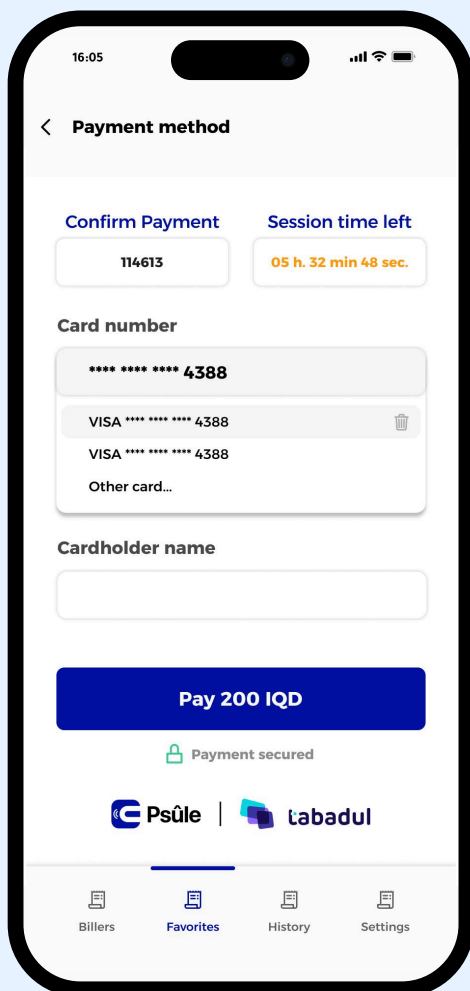 16:05
Payment method
Confirm Payment
Session time left
114613
05 h. 32 min 48 sec.
Card number
**** **** **** 4388
VISA **** **** **** 4388
VISA **** **** **** 4388
Other card...
Cardholder name
Pay 200 IQD
Payment secured
Psûle
tabadul
Billers
Favorites
History
Settings